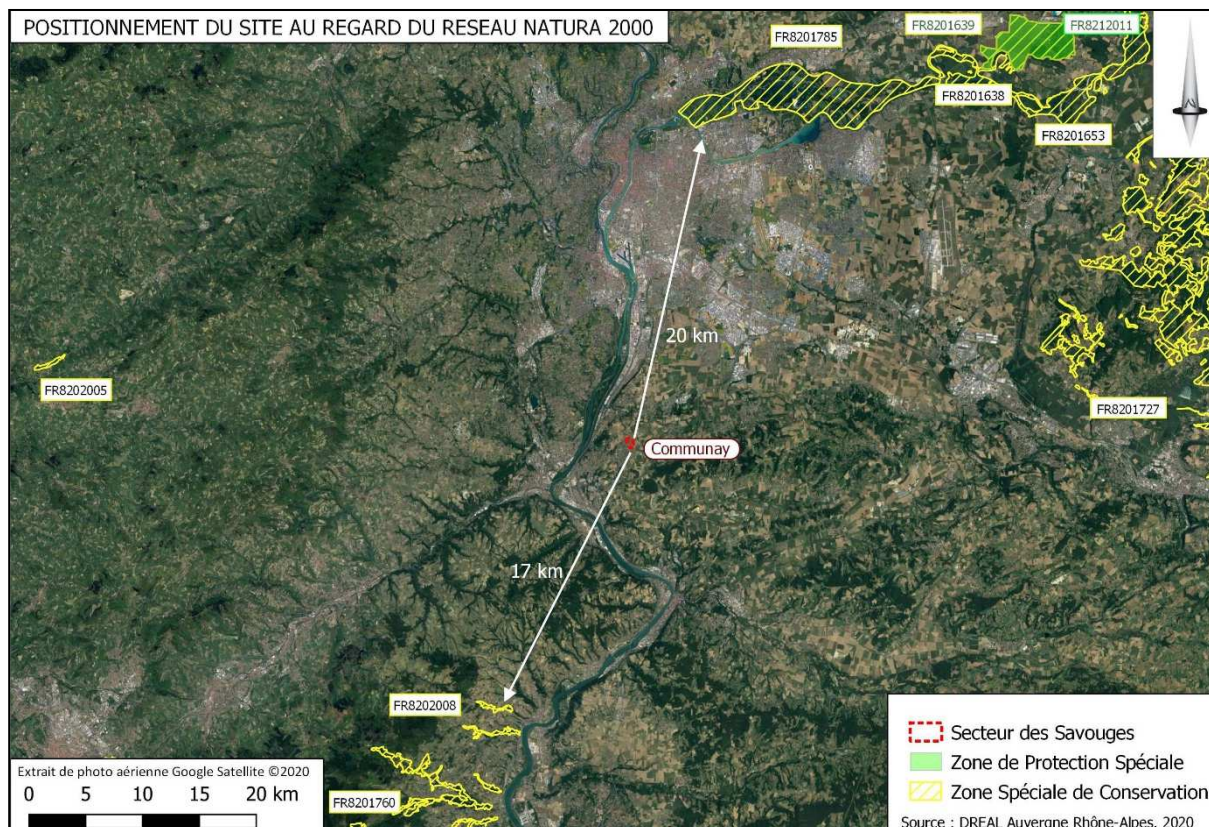 POSITIONNEMENT DU SITE AU REGARD DU RESEAU NATURA 2000
FR8201785
FR8201639
FR8212011
FR8201638
FR8201653
N
20 km
FR8202005
FR8201727
Communay
17 km
FR8202008
FR8201760
Extrait de photo aérienne Google Satellite ©2020
0 5 10 15 20 km
Secteur des Savouges
Zone de Protection Spéciale
Zone Spéciale de Conservation
Source : DREAL Auvergne Rhône-Alpes, 2020